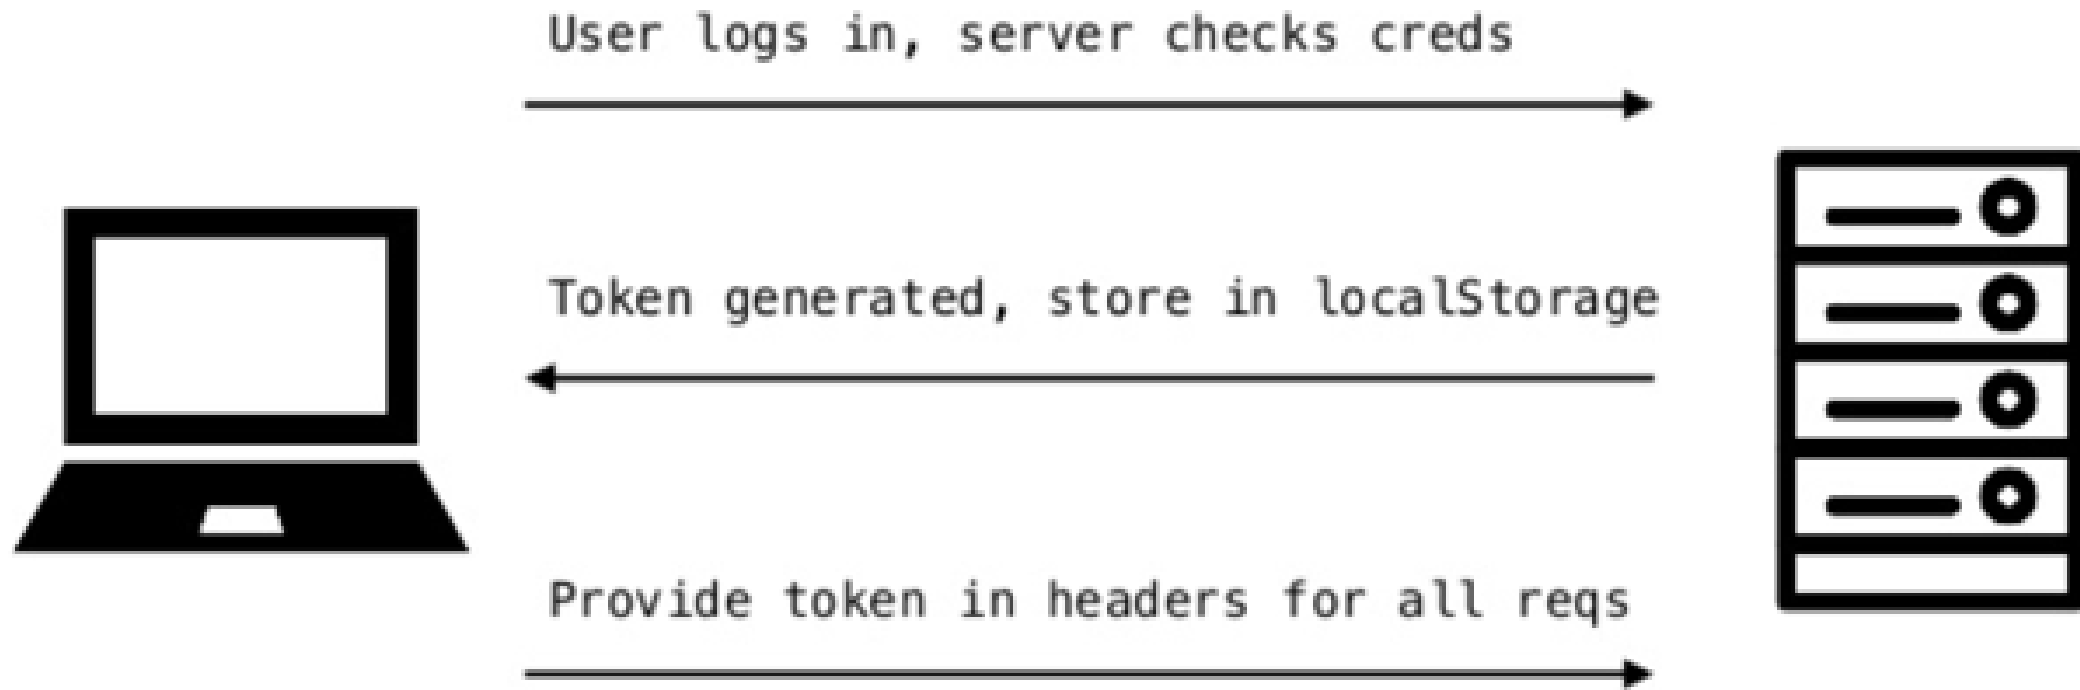 User logs in, server checks creds
Token generated, store in localStorage
Provide token in headers for all reqs